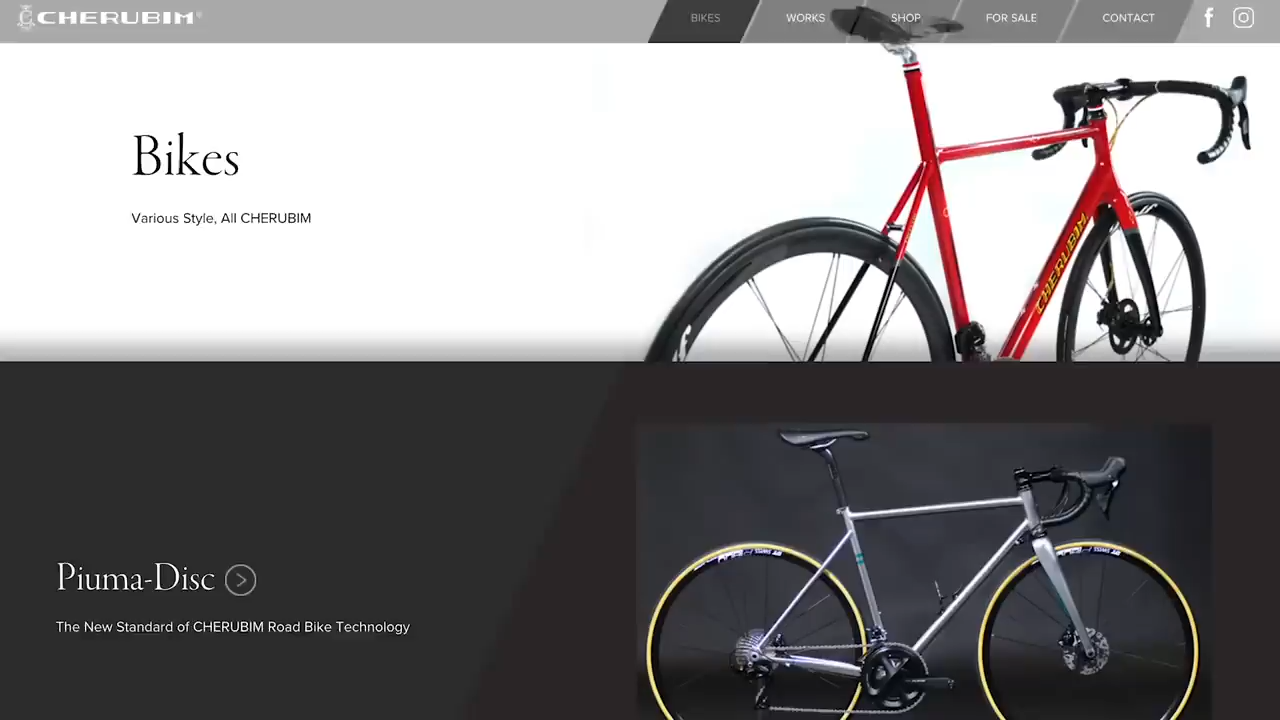 CHERUBIM®
BIKES
WORKS
SHOP
FOR SALE
CONTACT
Bikes
Various Style, All CHERUBIM
CHERUBIM
Piuma-Disc
The New Standard of CHERUBIM Road Bike Technology